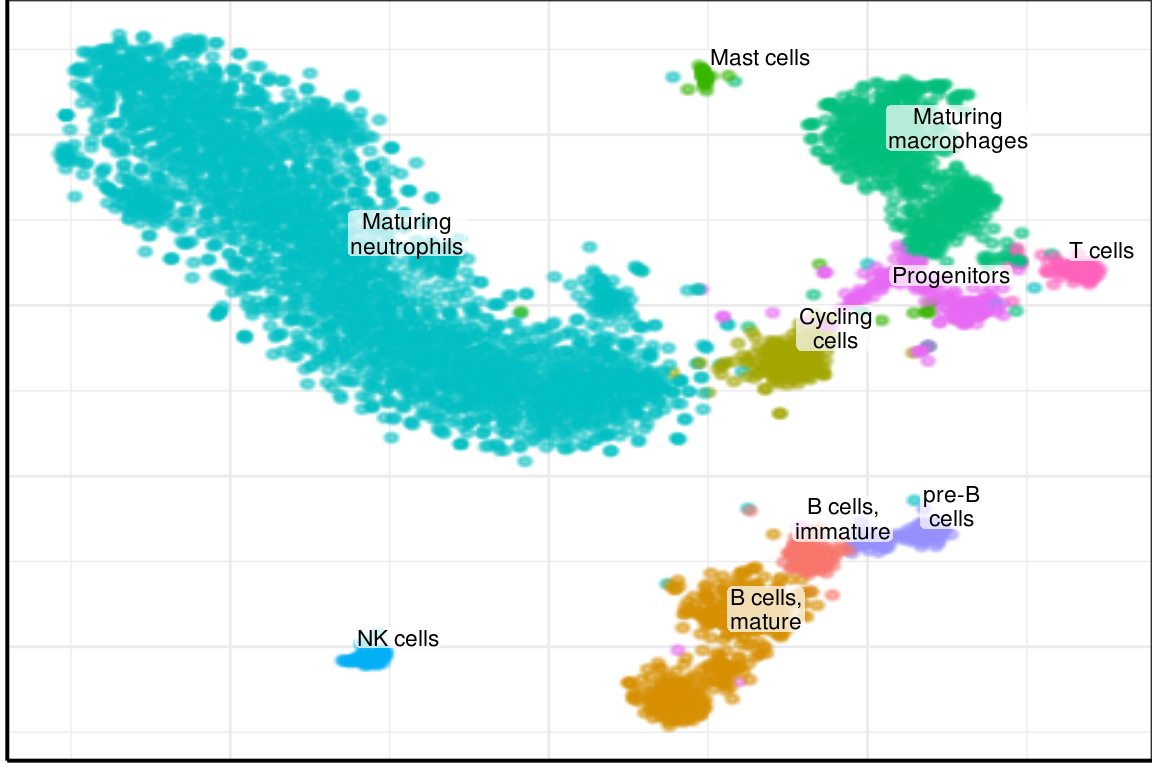 Mast cells
Maturing
macrophages
Maturing
neutrophils
T cells
Progenitors
Cycling
cells
pre-B
cells
B cells,
immature
B cells,
mature
NK cells